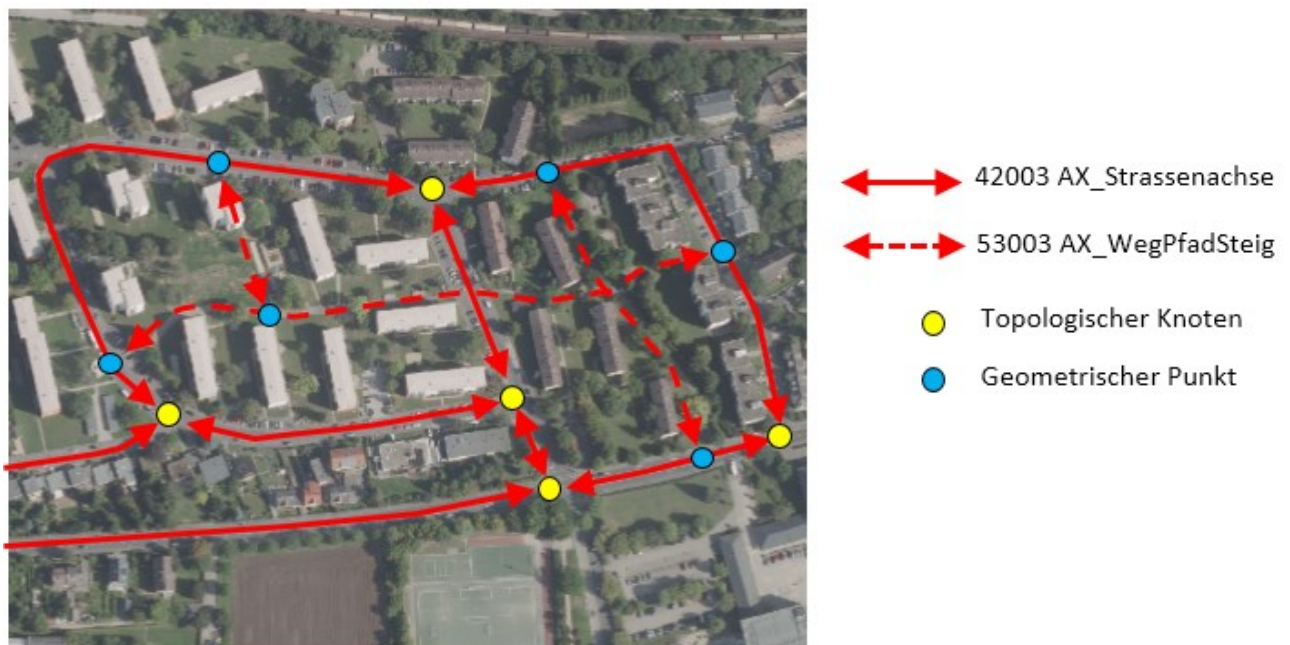 42003 AX_Strassenachse
53003 AX_WegPfadSteig
Topologischer Knoten
Geometrischer Punkt